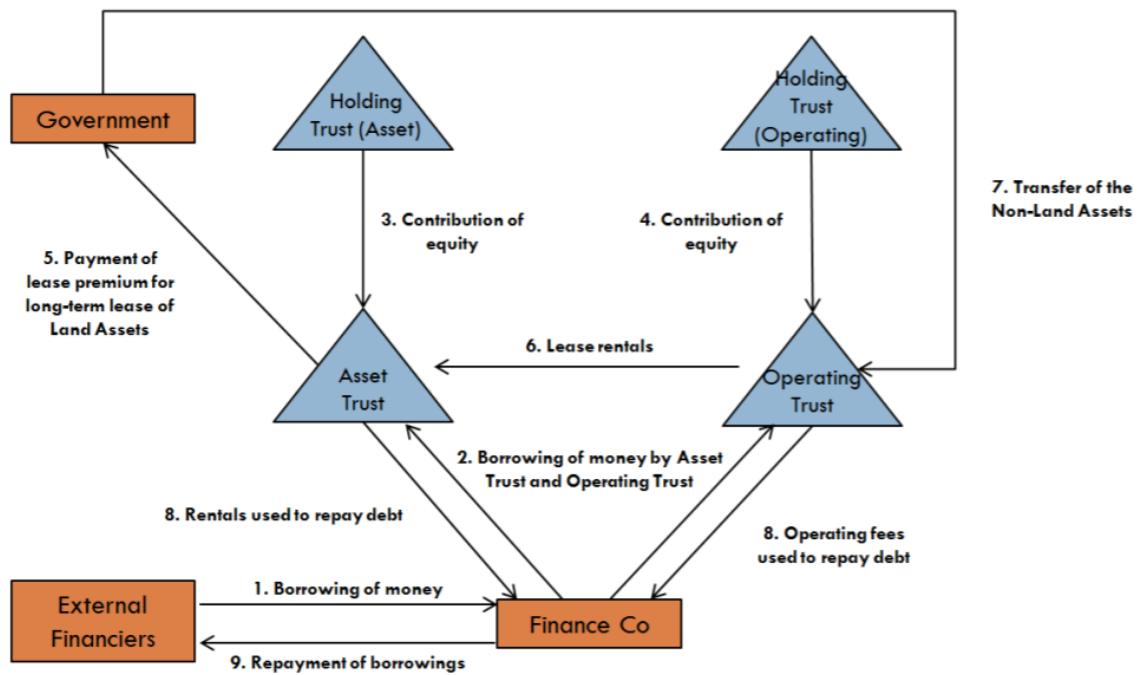 Government
Holding
Trust (Asset)
Holding
Trust
(Operating)
7. Transfer of the
Non-Land Assets
3. Contribution of
equity
4. Contribution of
equity
5. Payment of
lease premium for
long-term lease of
Land Assets
6. Lease rentals
Asset
Trust
Operating
Trust
2. Borrowing of money by Asset
Trust and Operating Trust
8. Rentals used to repay debt
8. Operating fees
used to repay debt
1. Borrowing of money
External
Financiers
Finance Co
9. Repayment of borrowings